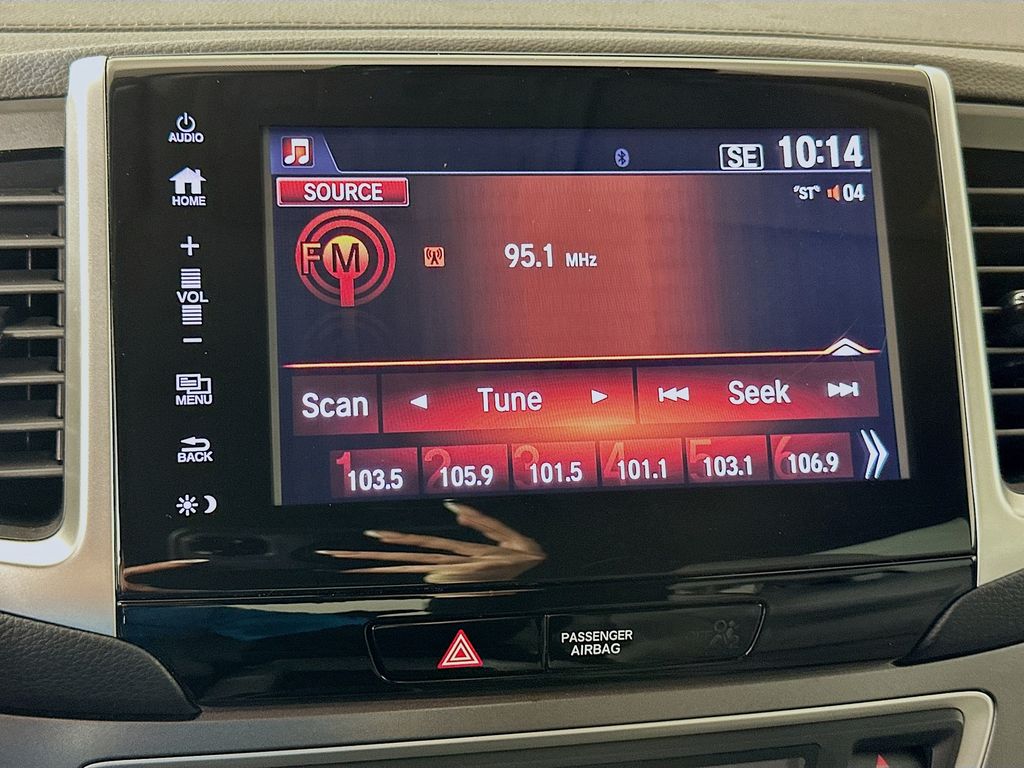 AUDIO
HOME
+
VOL
−
MENU
BACK
SE 10:14
SOURCE
"ST" 04
FM
95.1 MHz
Scan Tune Seek
1 103.5 2 105.9 3 101.5 4 101.1 5 103.1 6 106.9
PASSENGER
AIRBAG
OFF